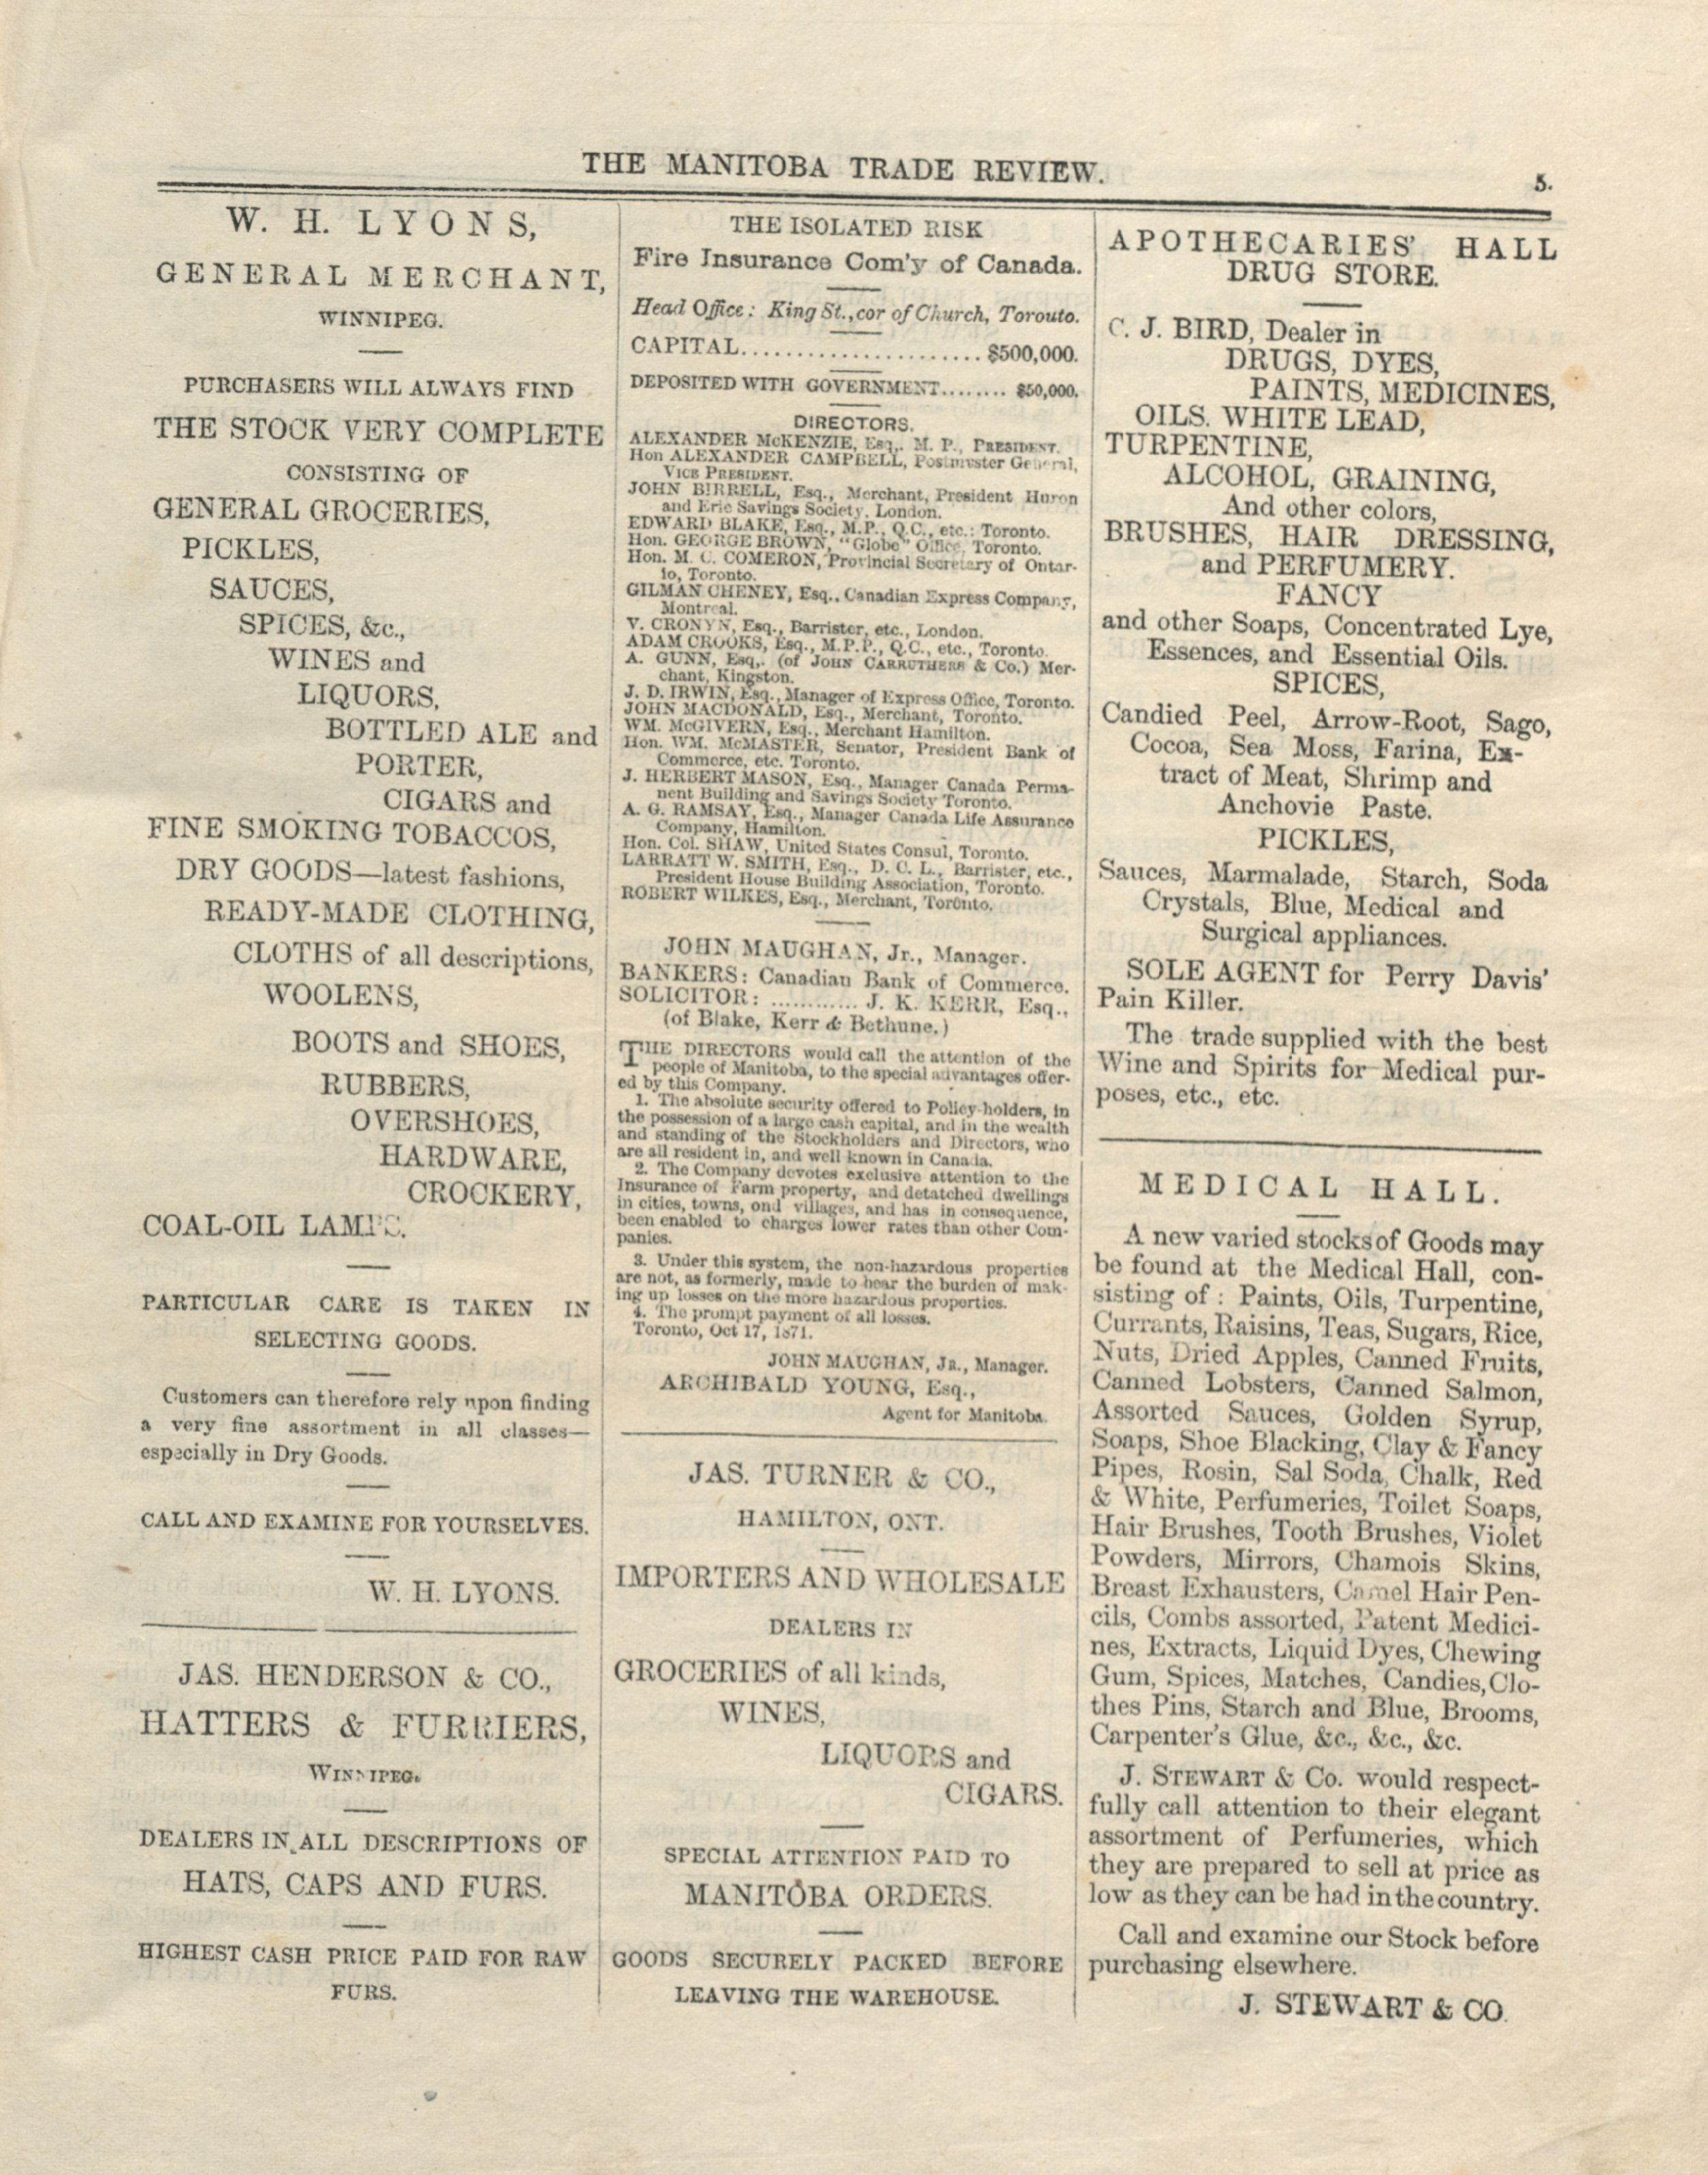 THE MANITOBA TRADE REVIEW.
5.
W. H. LYONS,
GENERAL MERCHANT,
WINNIPEG.
PURCHASERS WILL ALWAYS FIND
THE STOCK VERY COMPLETE
CONSISTING OF
GENERAL GROCERIES,
PICKLES,
SAUCES,
SPICES, &c.,
WINES and
LIQUORS,
BOTTLED ALE and
PORTER,
CIGARS and
FINE SMOKING TOBACCOS,
DRY GOODS—latest fashions,
READY-MADE CLOTHING,
CLOTHS of all descriptions,
WOOLENS,
BOOTS and SHOES,
RUBBERS,
OVERSHOES,
HARDWARE,
CROCKERY,
COAL-OIL LAMPS.
PARTICULAR CARE IS TAKEN IN
SELECTING GOODS.
Customers can therefore rely upon finding
a very fine assortment in all classes—
especially in Dry Goods.
CALL AND EXAMINE FOR YOURSELVES.
W. H. LYONS.
JAS. HENDERSON & CO.,
HATTERS & FURRIERS,
WINNIPEG.
DEALERS IN ALL DESCRIPTIONS OF
HATS, CAPS AND FURS.
HIGHEST CASH PRICE PAID FOR RAW
FURS.
THE ISOLATED RISK
Fire Insurance Com'y of Canada.
Head Office: King St., cor of Church, Torouto.
CAPITAL...................... $500,000.
DEPOSITED WITH GOVERNMENT........ $50,000.
DIRECTORS.
ALEXANDER McKENZIE, Esq,. M. P., PRESIDENT.
Hon ALEXANDER CAMPBELL, Postmvster General,
VICE PRESIDENT.
JOHN BIRRELL, Esq., Merchant, President Huron
and Erie Savings Society, London.
EDWARD BLAKE, Esq., M.P., Q.C., etc.: Toronto.
Hon. GEORGE BROWN, "Globe" Office, Toronto.
Hon. M. C. COMERON, Provincial Secretary of Ontar-
io, Toronto.
GILMAN CHENEY, Esq., Canadian Express Company,
Montreal.
V. CRONYN, Esq., Barrister, etc., London.
ADAM CROOKS, Esq., M.P.P., Q.C., etc., Toronto.
A. GUNN, Esq,. (of JOHN CARRUTHERS & Co.) Mer-
chant, Kingston.
J. D. IRWIN, Esq., Manager of Express Office, Toronto.
JOHN MACDONALD, Esq., Merchant, Toronto.
WM. McGIVERN, Esq., Merchant Hamilton.
Hon. WM. McMASTER, Senator, President Bank of
Commerce, etc. Toronto.
J. HERBERT MASON, Esq., Manager Canada Perma-
nent Building and Savings Society Toronto.
A. G. RAMSAY, Esq., Manager Canada Life Assurance
Company, Hamilton.
Hon. Col. SHAW, United States Consul, Toronto.
LARRATT W. SMITH, Esq., D. C. L., Barrister, etc.,
President House Building Association, Toronto.
ROBERT WILKES, Esq., Merchant, Toronto.
JOHN MAUGHAN, Jr., Manager.
BANKERS: Canadian Bank of Commerce.
SOLICITOR: ............ J. K. KERR, Esq.,
(of Blake, Kerr & Bethune.)
THE DIRECTORS would call the attention of the
people of Manitoba, to the special advantages offer-
ed by this Company.
1. The absolute security offered to Policy holders, in
the possession of a large cash capital, and in the wealth
and standing of the Stockholders and Directors, who
are all resident in, and well known in Canada.
2. The Company devotes exclusive attention to the
Insurance of Farm property, and detatched dwellings
in cities, towns, ond villages, and has in consequence,
been enabled to charges lower rates than other Com-
panies.
3. Under this system, the non-hazardous properties
are not, as formerly, made to bear the burden of mak-
ing up losses on the more hazardous properties.
4. The prompt payment of all losses.
Toronto, Oct 17, 1871.
JOHN MAUGHAN, JR., Manager.
ARCHIBALD YOUNG, Esq.,
Agent for Manitoba.
JAS. TURNER & CO.,
HAMILTON, ONT.
IMPORTERS AND WHOLESALE
DEALERS IN
GROCERIES of all kinds,
WINES,
LIQUORS and
CIGARS.
SPECIAL ATTENTION PAID TO
MANITOBA ORDERS.
GOODS SECURELY PACKED BEFORE
LEAVING THE WAREHOUSE.
APOTHECARIES' HALL
DRUG STORE.
C. J. BIRD, Dealer in
DRUGS, DYES,
PAINTS, MEDICINES,
OILS. WHITE LEAD,
TURPENTINE,
ALCOHOL, GRAINING,
And other colors,
BRUSHES, HAIR DRESSING,
and PERFUMERY.
FANCY
and other Soaps, Concentrated Lye,
Essences, and Essential Oils.
SPICES,
Candied Peel, Arrow-Root, Sago,
Cocoa, Sea Moss, Farina, Ex-
tract of Meat, Shrimp and
Anchovie Paste.
PICKLES,
Sauces, Marmalade, Starch, Soda
Crystals, Blue, Medical and
Surgical appliances.
SOLE AGENT for Perry Davis'
Pain Killer.
The trade supplied with the best
Wine and Spirits for Medical pur-
poses, etc., etc.
MEDICAL HALL.
A new varied stocks of Goods may
be found at the Medical Hall, con-
sisting of: Paints, Oils, Turpentine,
Currants, Raisins, Teas, Sugars, Rice,
Nuts, Dried Apples, Canned Fruits,
Canned Lobsters, Canned Salmon,
Assorted Sauces, Golden Syrup,
Soaps, Shoe Blacking, Clay & Fancy
Pipes, Rosin, Sal Soda, Chalk, Red
& White, Perfumeries, Toilet Soaps,
Hair Brushes, Tooth Brushes, Violet
Powders, Mirrors, Chamois Skins,
Breast Exhausters, Camel Hair Pen-
cils, Combs assorted, Patent Medici-
nes, Extracts, Liquid Dyes, Chewing
Gum, Spices, Matches, Candies, Clo-
thes Pins, Starch and Blue, Brooms,
Carpenter's Glue, &c., &c., &c.
J. STEWART & Co. would respect-
fully call attention to their elegant
assortment of Perfumeries, which
they are prepared to sell at price as
low as they can be had in the country.
Call and examine our Stock before
purchasing elsewhere.
J. STEWART & CO.